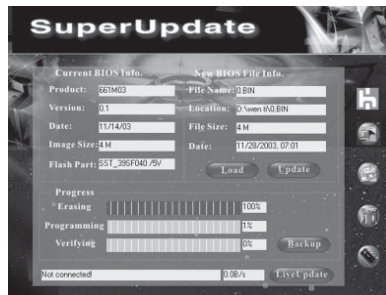 SuperUpdate
Current BIOS Info.
New BIOS File Info.
Product: 661M03
File Name: 0.BIN
Version: 0.1
Location: D:\wen ti\0.BIN
Date: 11/14/03
File Size: 4 M
Image Size: 4 M
Date: 11/28/2003, 07:01
Flash Part: SST_39SF040 /5V
Load
Update
Progress
Erasing 100%
Programming 1%
Verifying 0%
Backup
Not connected!
0.0B/s
LiveUpdate